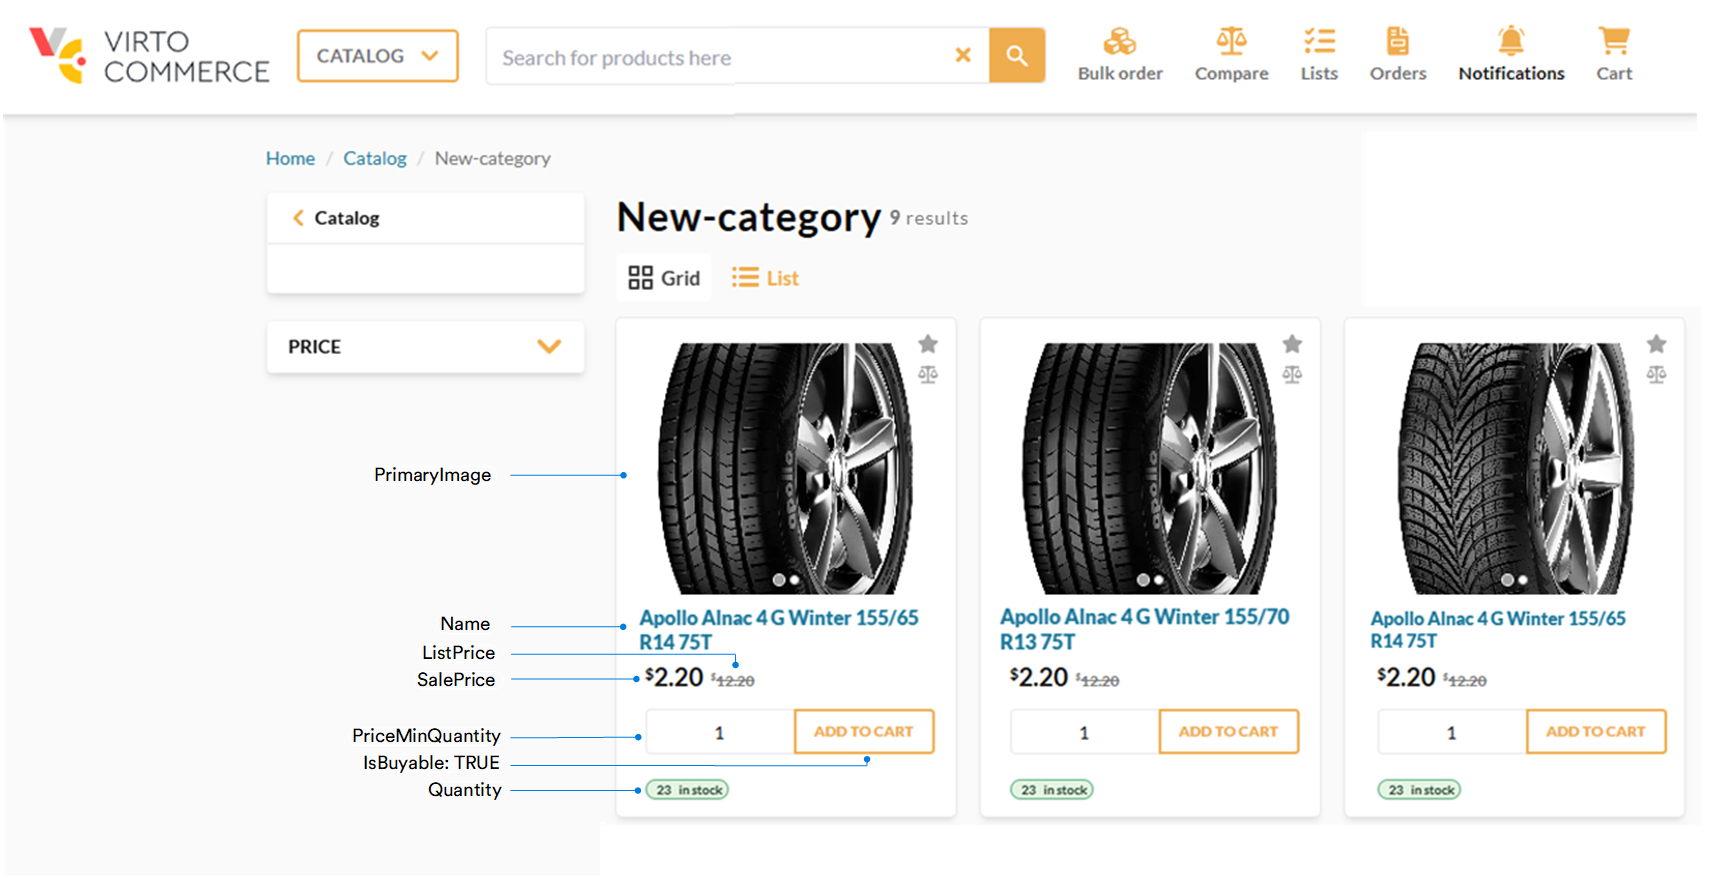 VIRTO
COMMERCE
CATALOG
Search for products here
Bulk order
Compare
Lists
Orders
Notifications
Cart
Home / Catalog / New-category
Catalog
New-category 9 results
Grid
List
PRICE
PrimaryImage
Name
ListPrice
SalePrice
PriceMinQuantity
IsBuyable: TRUE
Quantity
apollo
Apollo Alnac 4 G Winter 155/65
R14 75T
$2.20 $12.20
1 ADD TO CART
23 in stock
apollo
Apollo Alnac 4 G Winter 155/70
R13 75T
$2.20 $12.20
1 ADD TO CART
23 in stock
Apollo Alnac 4 G Winter 155/65
R14 75T
$2.20 $12.20
1 ADD TO CART
23 in stock